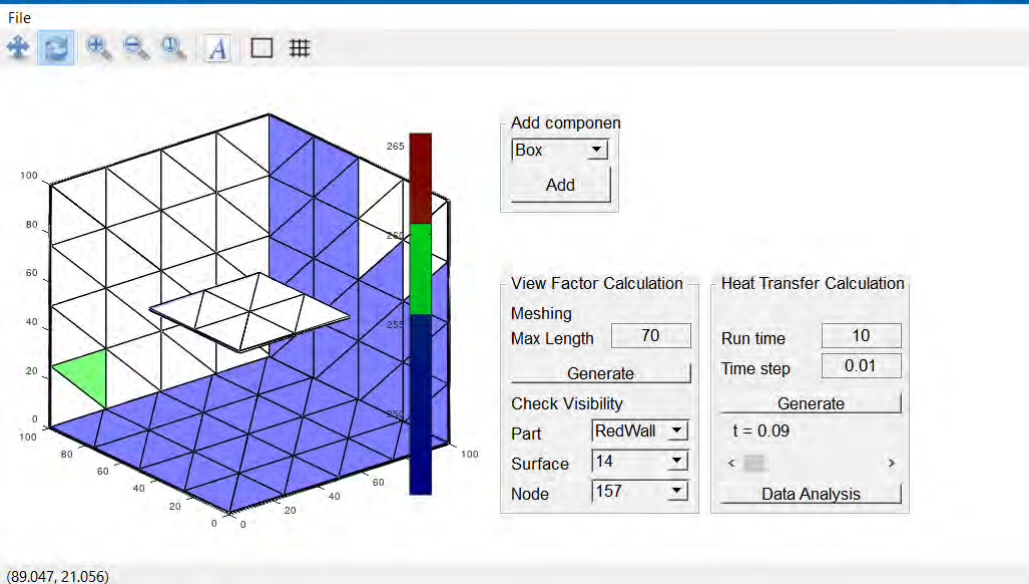 File
A
265
260
255
250
100
80
60
40
20
0
100
80
60
40
20
0
0
20
40
60
100
Add componen
Box
Add
View Factor Calculation
Meshing
Max Length 70
Generate
Check Visibility
Part RedWall
Surface 14
Node 157
Heat Transfer Calculation
Run time 10
Time step 0.01
Generate
t = 0.09
< >
Data Analysis
(89.047, 21.056)